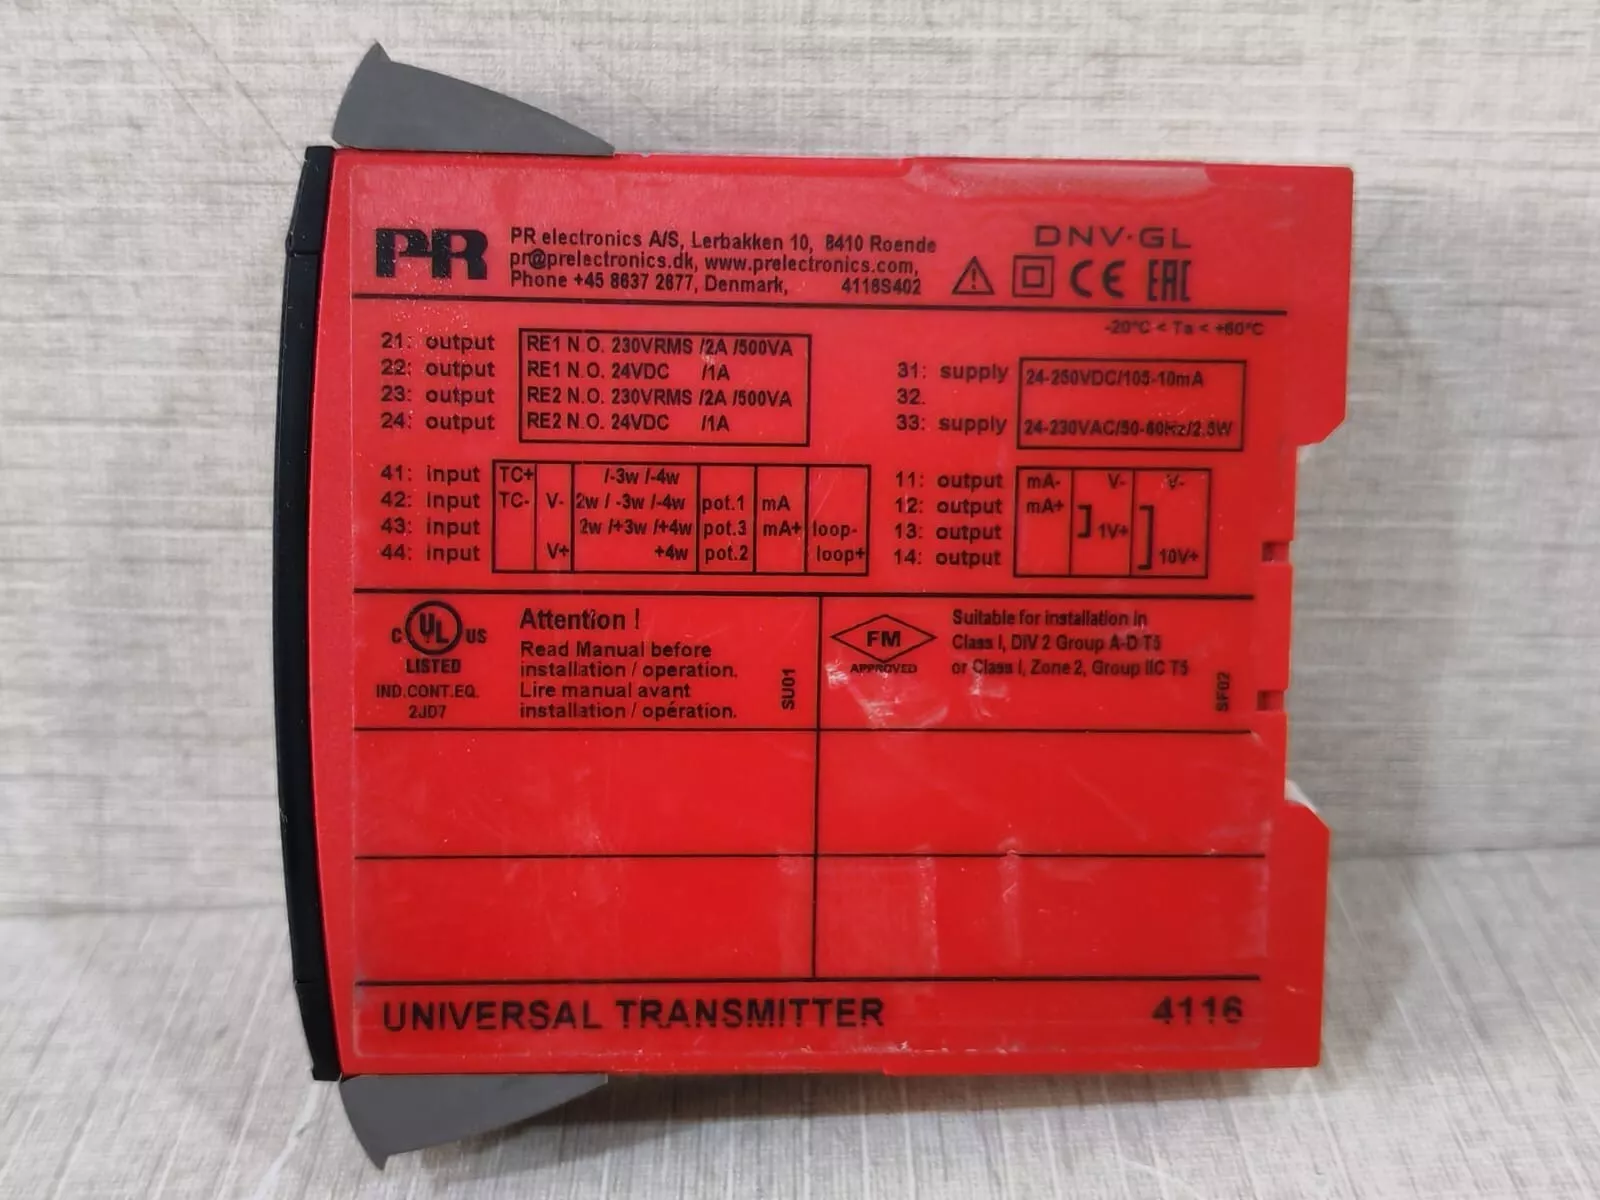 PR
PR electronics A/S, Lerbakken 10, 8410 Roende
pr@prelectronics.dk, www.prelectronics.com,
Phone +45 8637 2677, Denmark, 4116S402
DNV·GL
CE EAC
-20°C < Ta < +60°C
21: output RE1 N.O. 230VRMS /2A /500VA
22: output RE1 N.O. 24VDC /1A
23: output RE2 N.O. 230VRMS /2A /500VA
24: output RE2 N.O. 24VDC /1A
31: supply 24-250VDC/105-10mA
32.
33: supply 24-230VAC/50-60Hz/2.5W
41: input TC+ /-3w /-4w
42: input TC- V- 2w / -3w /-4w pot.1 mA
43: input 2w /+3w /+4w pot.3 mA+ loop-
44: input V+ +4w pot.2 loop+
11: output mA- V- V-
12: output mA+
13: output 1V+
14: output 10V+
C UL US
LISTED
IND.CONT.EQ.
2JD7
Attention !
Read Manual before
installation / operation.
Lire manual avant
installation / opération.
SU01
FM
APPROVED
Suitable for installation in
Class I, DIV 2 Group A-D T5
or Class I, Zone 2, Group IIC T5
SF02
UNIVERSAL TRANSMITTER 4116